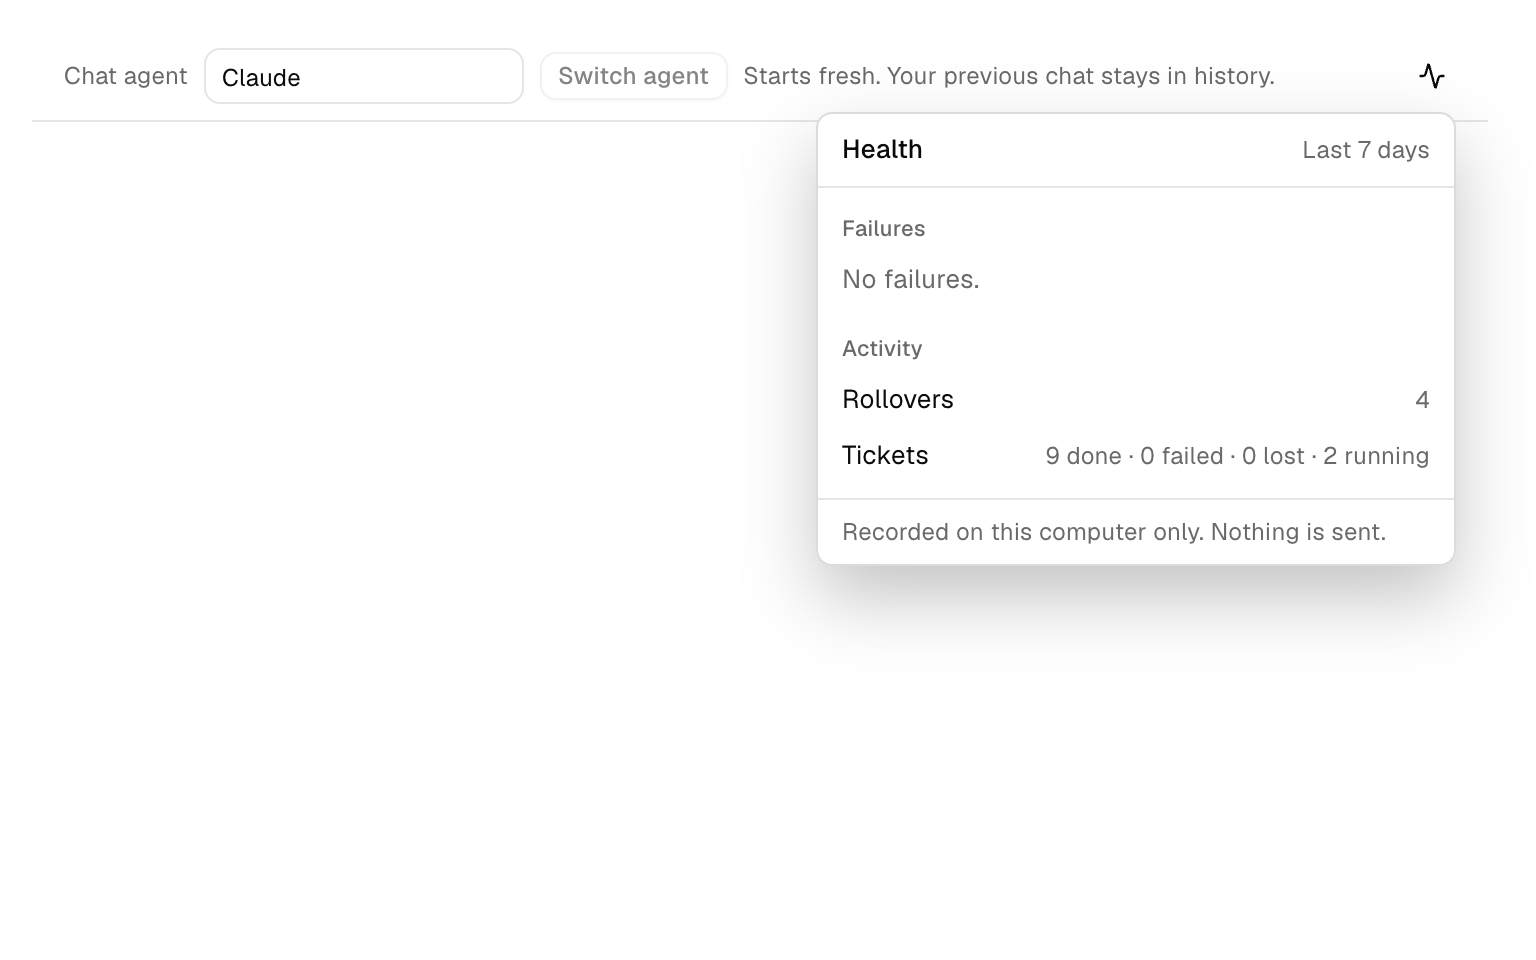 Chat agent Claude Switch agent Starts fresh. Your previous chat stays in history.
Health Last 7 days
Failures
No failures.
Activity
Rollovers 4
Tickets 9 done · 0 failed · 0 lost · 2 running
Recorded on this computer only. Nothing is sent.